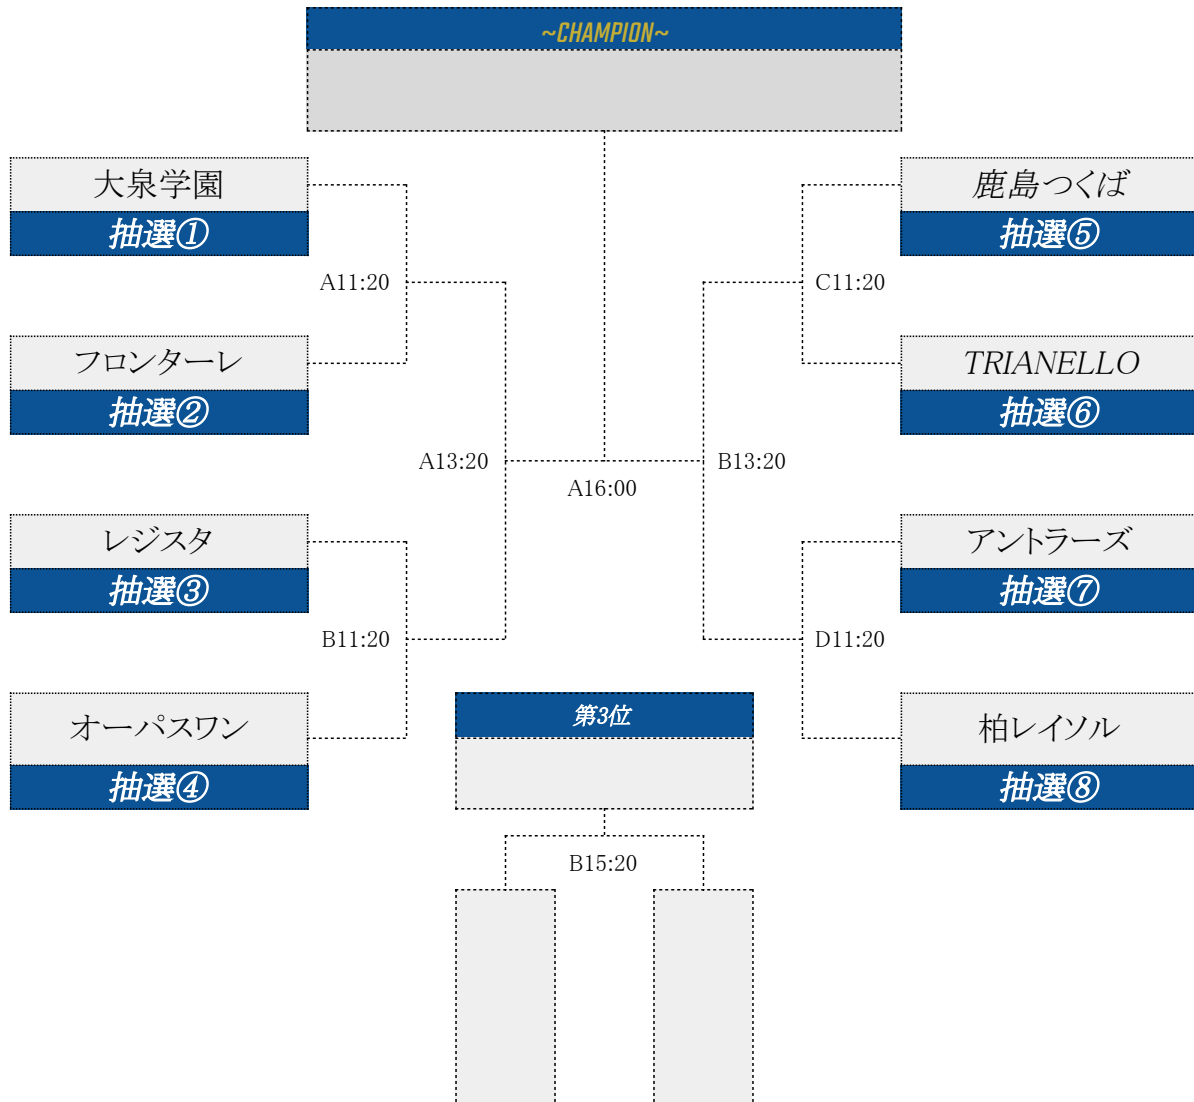 ~CHAMPION~
大泉学園
抽選①
鹿島つくば
抽選⑤
A11:20
C11:20
フロンターレ
抽選②
TRIANELLO
抽選⑥
A13:20
B13:20
A16:00
レジスタ
抽選③
アントラーズ
抽選⑦
B11:20
D11:20
オーパスワン
抽選④
第3位
柏レイソル
抽選⑧
B15:20